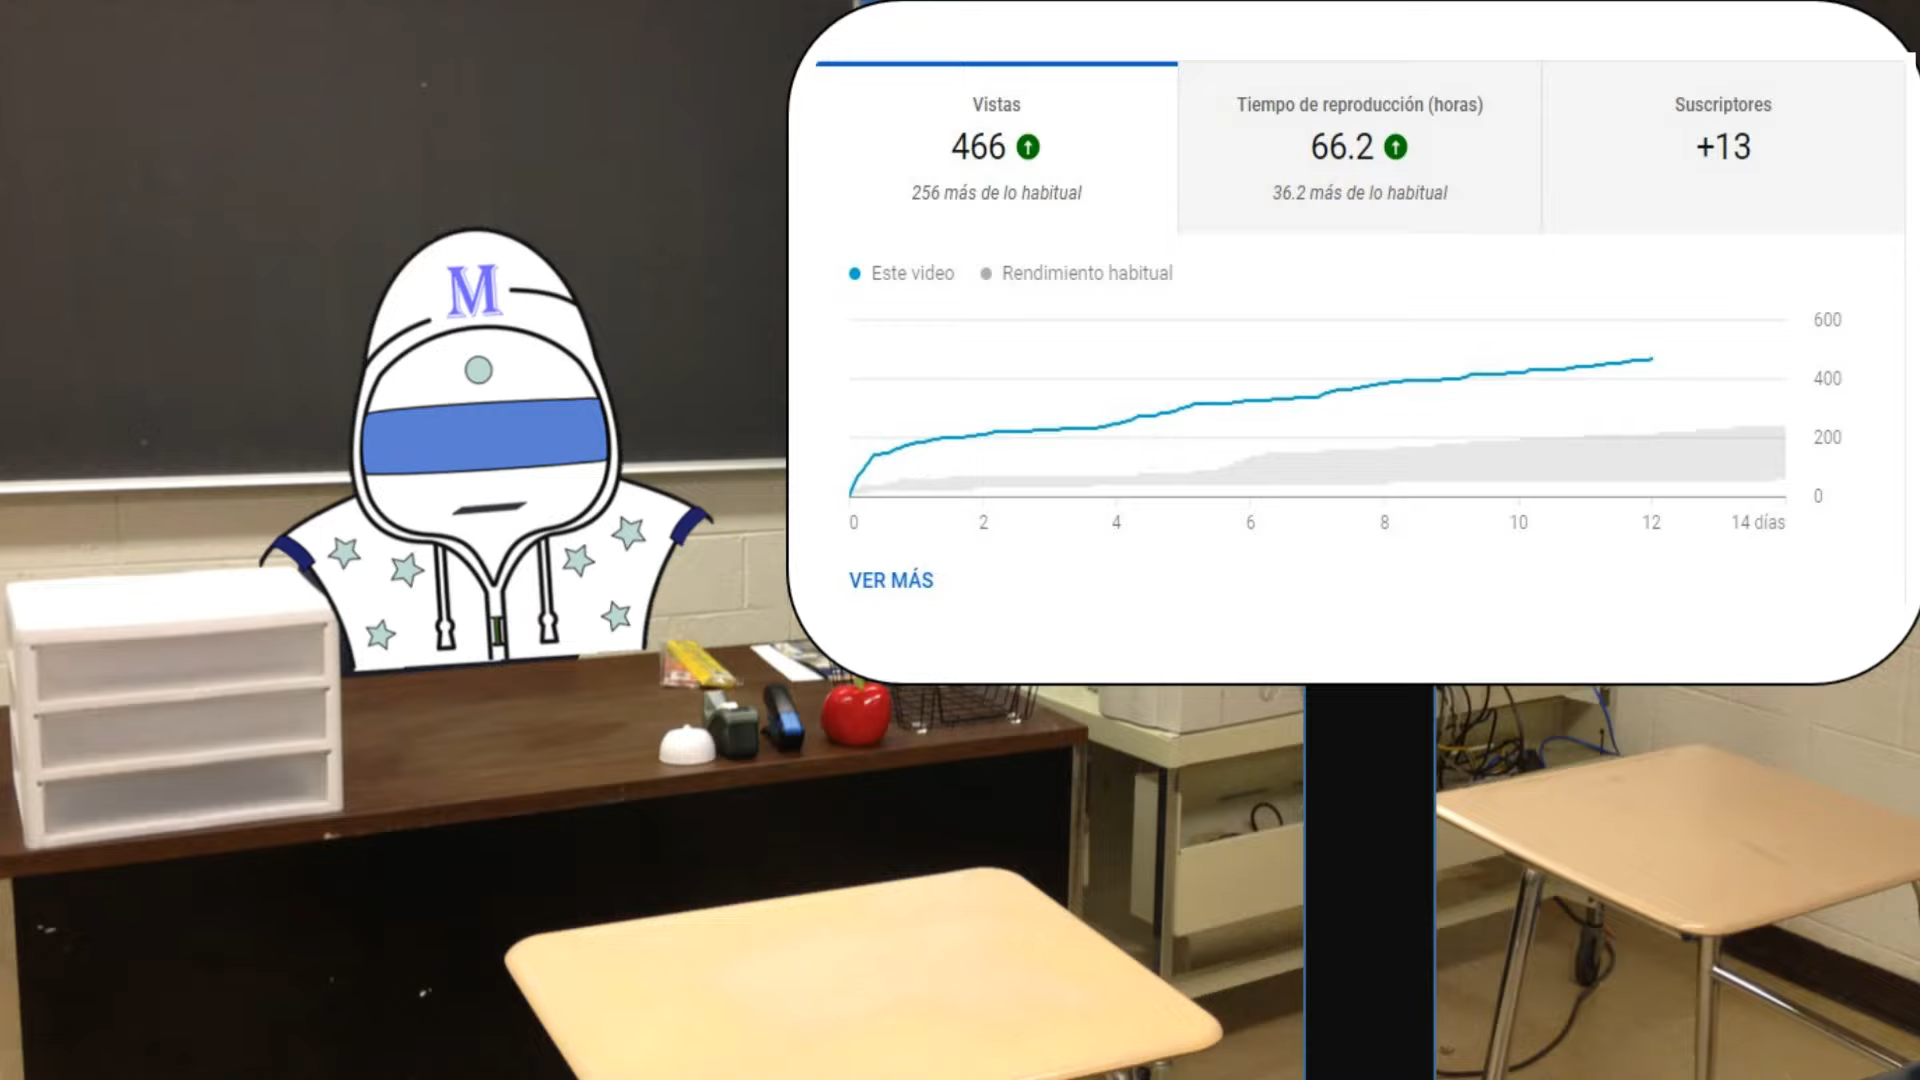 M
Vistas
466
256 más de lo habitual
Tiempo de reproducción (horas)
66.2
36.2 más de lo habitual
Suscriptores
+13
Este video
Rendimiento habitual
600
400
200
0
0 2 4 6 8 10 12 14 días
VER MÁS